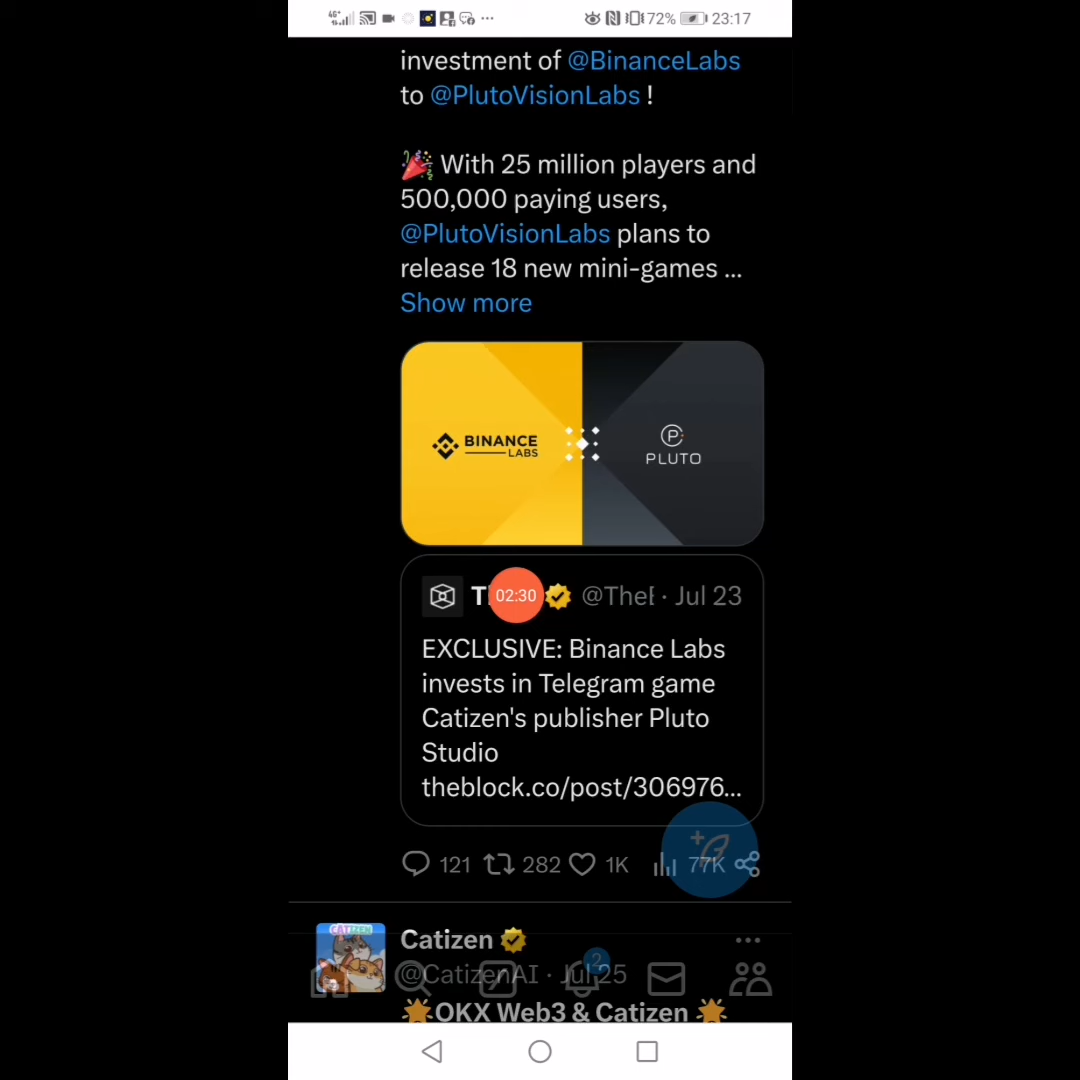 4G+ 72% 23:17
investment of @BinanceLabs
to @PlutoVisionLabs !
With 25 million players and
500,000 paying users,
@PlutoVisionLabs plans to
release 18 new mini-games ...
Show more
BINANCE
LABS
PLUTO
02:30 · Jul 23
EXCLUSIVE: Binance Labs
invests in Telegram game
Catizen's publisher Pluto
Studio
theblock.co/post/306976...
121 282 1K 77K
CATIZEN
Catizen
2
@CatizenAI · Jul 25
OKX Web3 & Catizen